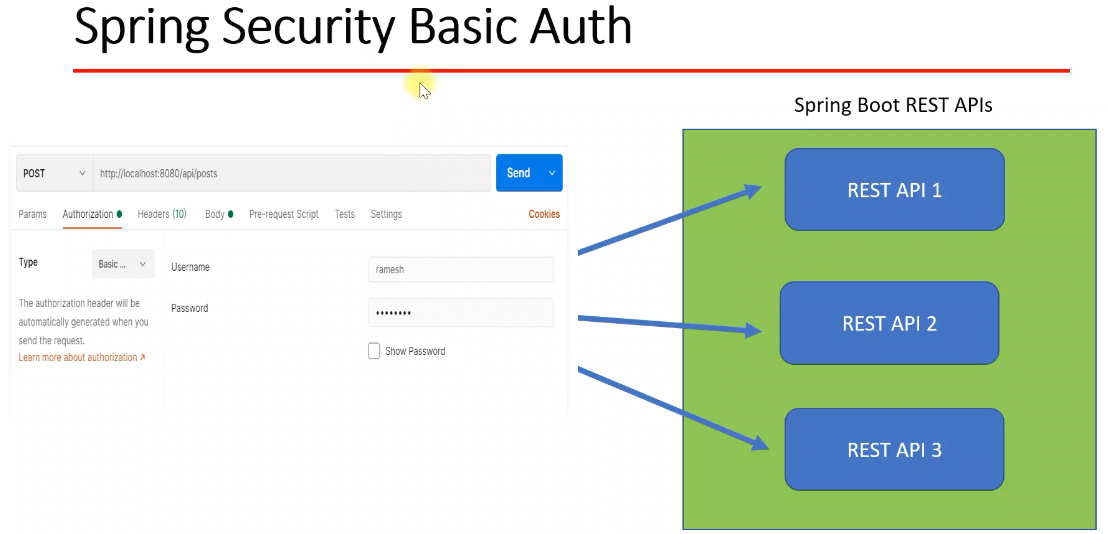 Spring Security Basic Auth
Spring Boot REST APIs
POST http://localhost:8080/api/posts Send
Params Authorization Headers (10) Body Pre-request Script Tests Settings Cookies
Type Basic ...
The authorization header will be
automatically generated when you
send the request.
Learn more about authorization ↗
Username ramesh
Password ••••••••
Show Password
REST API 1
REST API 2
REST API 3